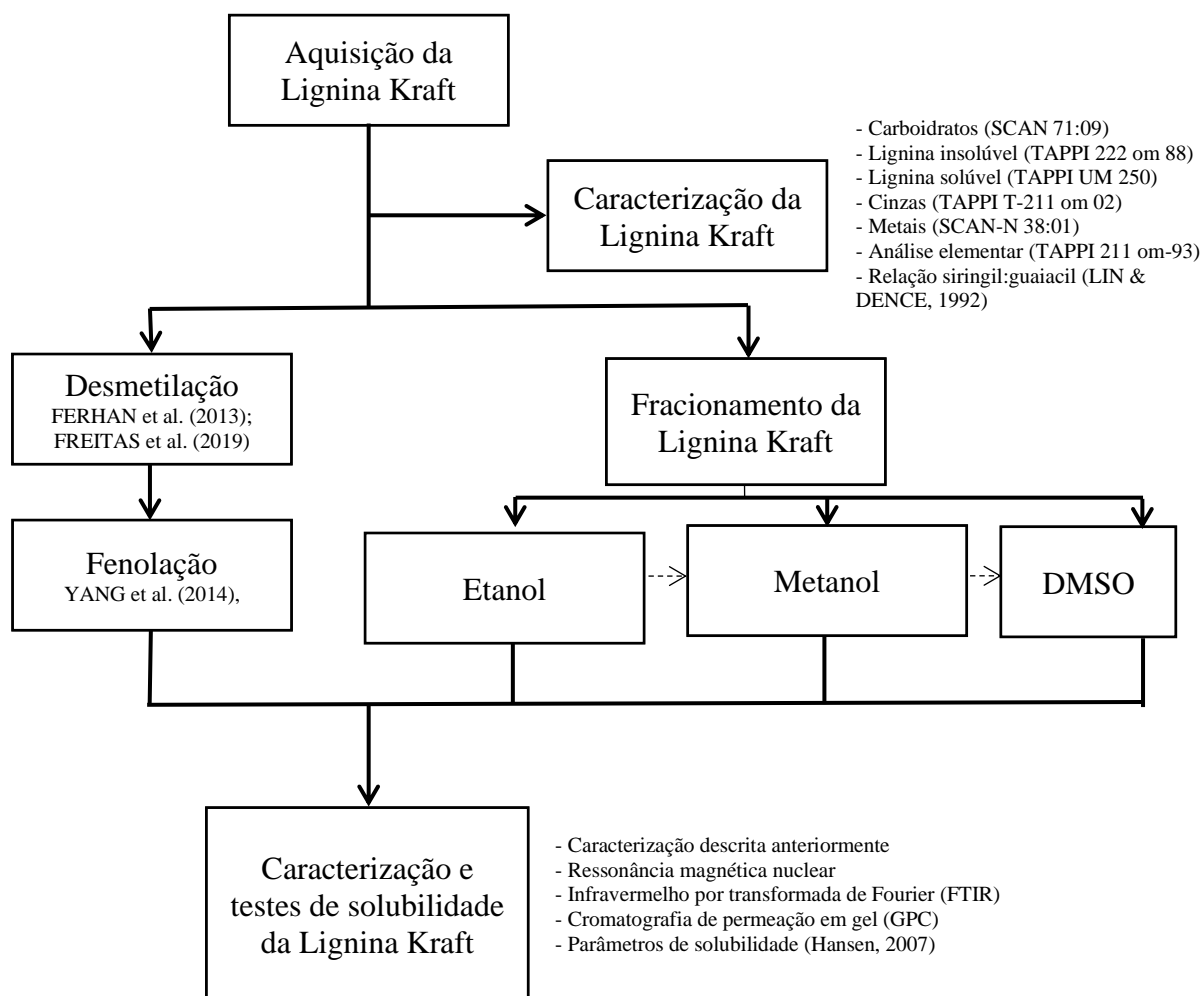 Aquisição da
Lignina Kraft
- Carboidratos (SCAN 71:09)
- Lignina insolúvel (TAPPI 222 om 88)
- Lignina solúvel (TAPPI UM 250)
- Cinzas (TAPPI T-211 om 02)
- Metais (SCAN-N 38:01)
- Análise elementar (TAPPI 211 om-93)
- Relação siringil:guaiacil (LIN &
DENCE, 1992)
Caracterização da
Lignina Kraft
Desmetilação
FERHAN et al. (2013);
FREITAS et al. (2019)
Fracionamento da
Lignina Kraft
Fenolação
YANG et al. (2014),
Etanol
Metanol
DMSO
Caracterização e
testes de solubilidade
da Lignina Kraft
- Caracterização descrita anteriormente
- Ressonância magnética nuclear
- Infravermelho por transformada de Fourier (FTIR)
- Cromatografia de permeação em gel (GPC)
- Parâmetros de solubilidade (Hansen, 2007)